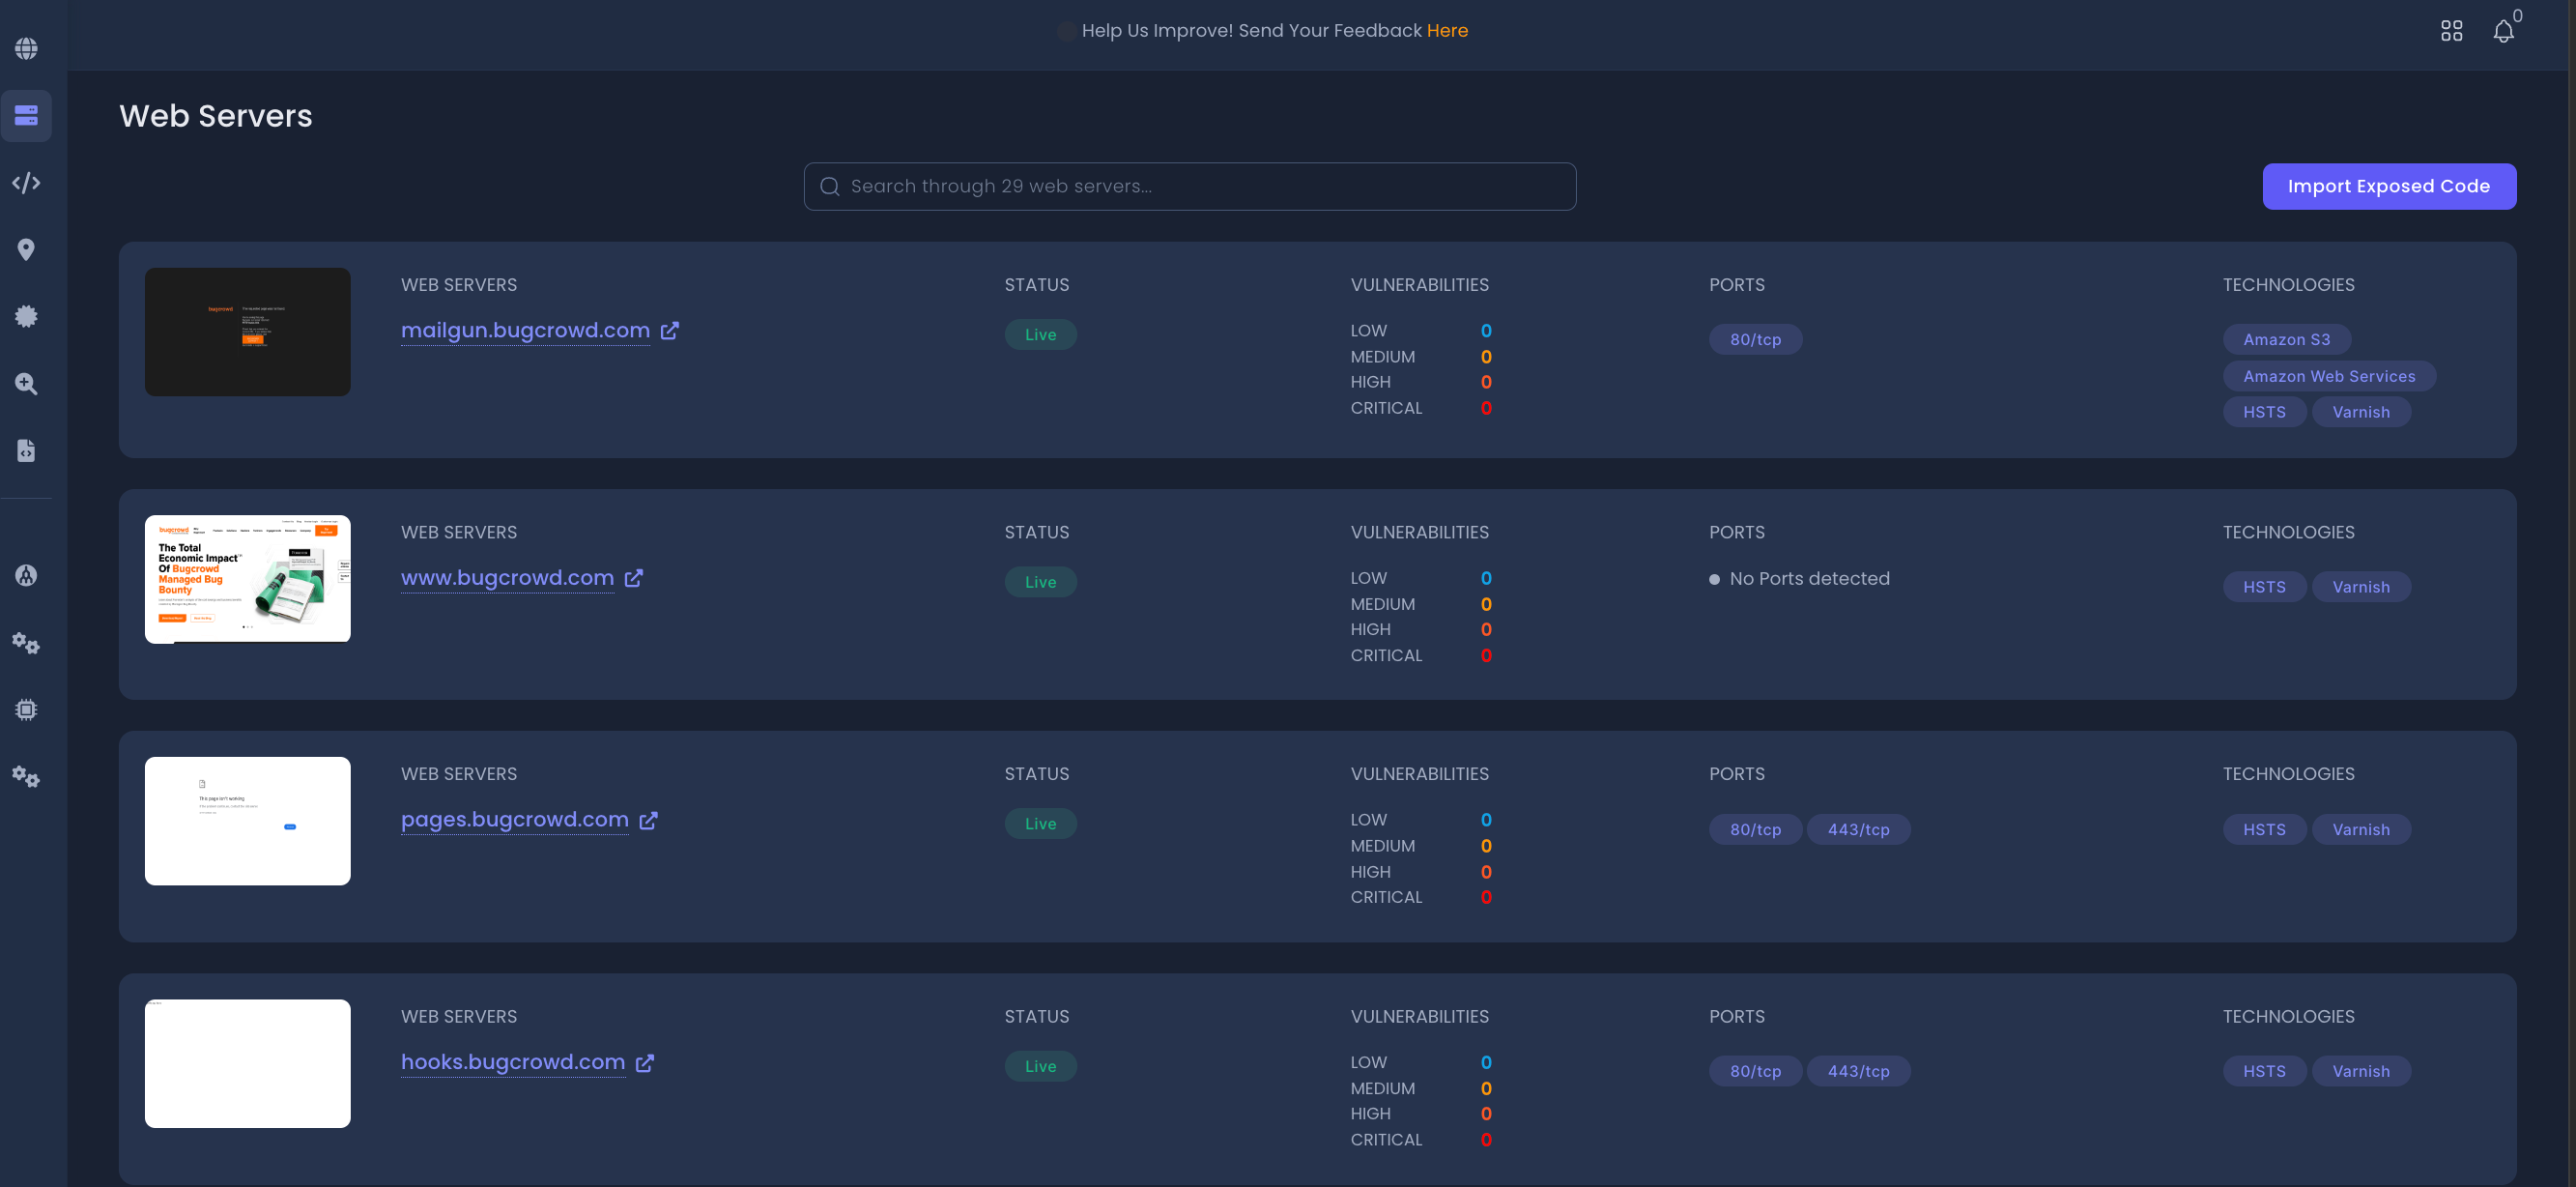 Help Us Improve! Send Your Feedback Here
0
Web Servers
Search through 29 web servers...
Import Exposed Code
WEB SERVERS STATUS VULNERABILITIES PORTS TECHNOLOGIES
mailgun.bugcrowd.com Live LOW 0 80/tcp Amazon S3
MEDIUM 0 Amazon Web Services
HIGH 0 HSTS Varnish
CRITICAL 0
bugcrowd
WEB SERVERS STATUS VULNERABILITIES PORTS TECHNOLOGIES
www.bugcrowd.com Live LOW 0 No Ports detected HSTS Varnish
MEDIUM 0
HIGH 0
CRITICAL 0
bugcrowd
The Total
Economic Impact™
Of Bugcrowd
Managed Bug
Bounty
WEB SERVERS STATUS VULNERABILITIES PORTS TECHNOLOGIES
pages.bugcrowd.com Live LOW 0 80/tcp 443/tcp HSTS Varnish
MEDIUM 0
HIGH 0
CRITICAL 0
This page isn't working
WEB SERVERS STATUS VULNERABILITIES PORTS TECHNOLOGIES
hooks.bugcrowd.com Live LOW 0 80/tcp 443/tcp HSTS Varnish
MEDIUM 0
HIGH 0
CRITICAL 0